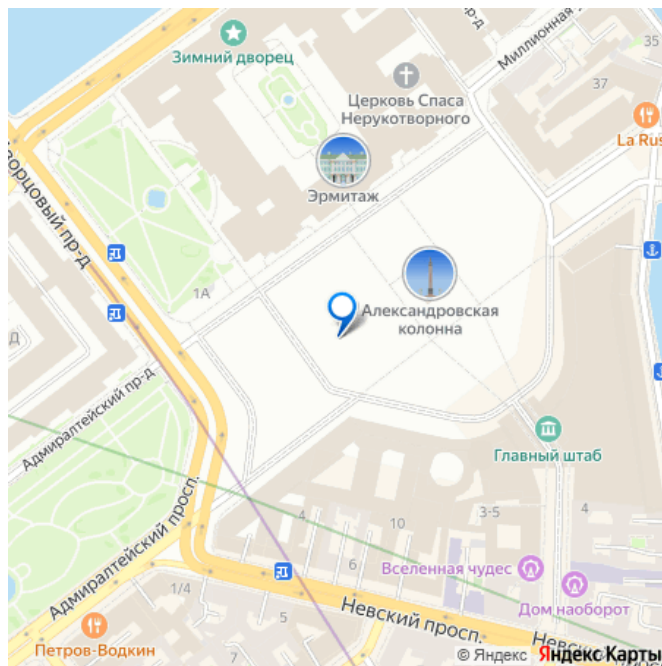 Зимний дворец
Миллионная ул.
Церковь Спаса
Нерукотворного
37
La Rus
Эрмитаж
Дворцовый пр-д
1А
Александровская
колонна
Адмиралтейский пр-д
Главный штаб
Адмиралтейский просп.
4
10
3-5
4
6
Вселенная чудес
1/4
5
Дом наоборот
Невский просп.
Петров-Водкин
© Яндекс Яндекс Карты